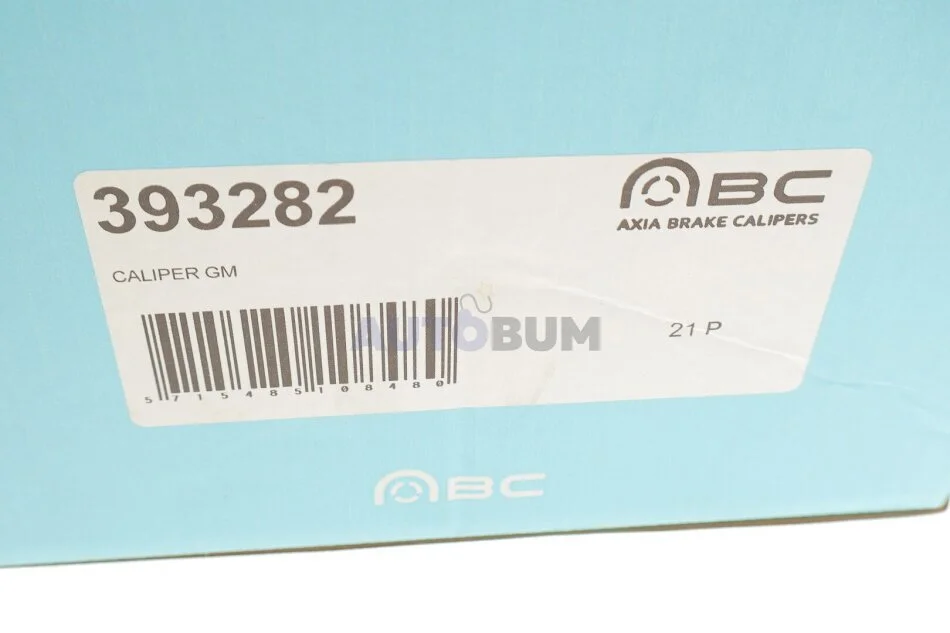 393282
ABC
AXIA BRAKE CALIPERS
CALIPER GM
AUTOBUM
21 P
5715485108480
ABC